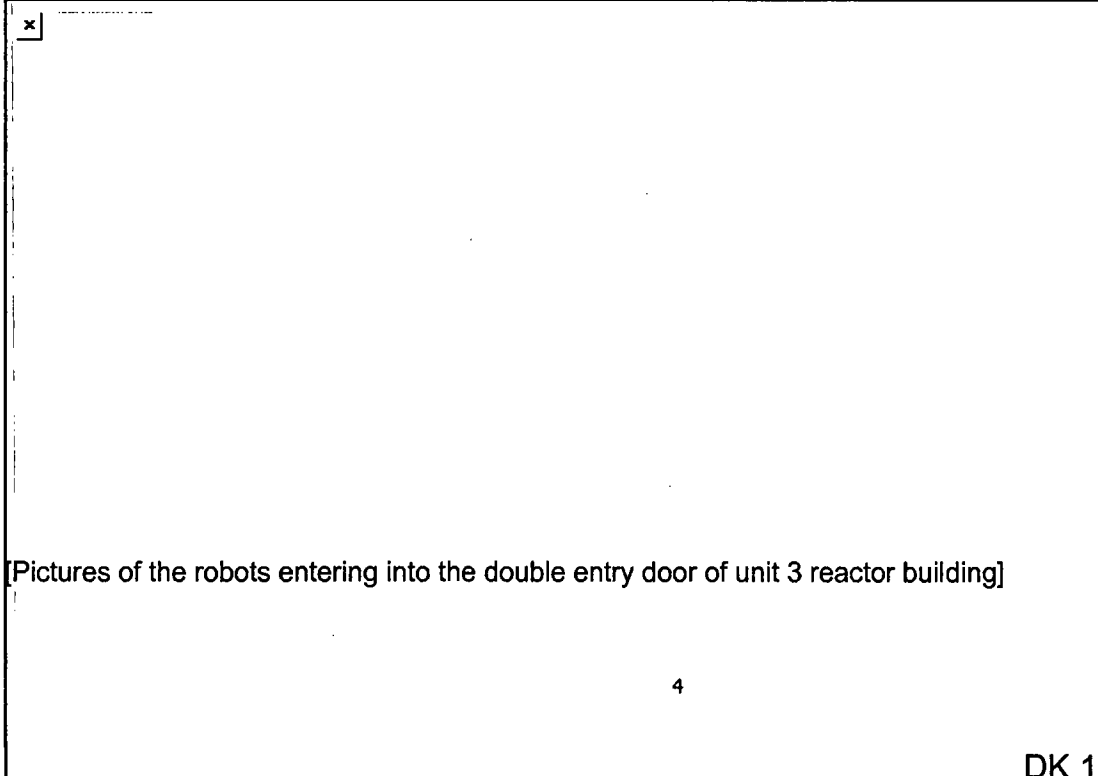 [Pictures of the robots entering into the double entry door of unit 3 reactor building]
4
DK 1